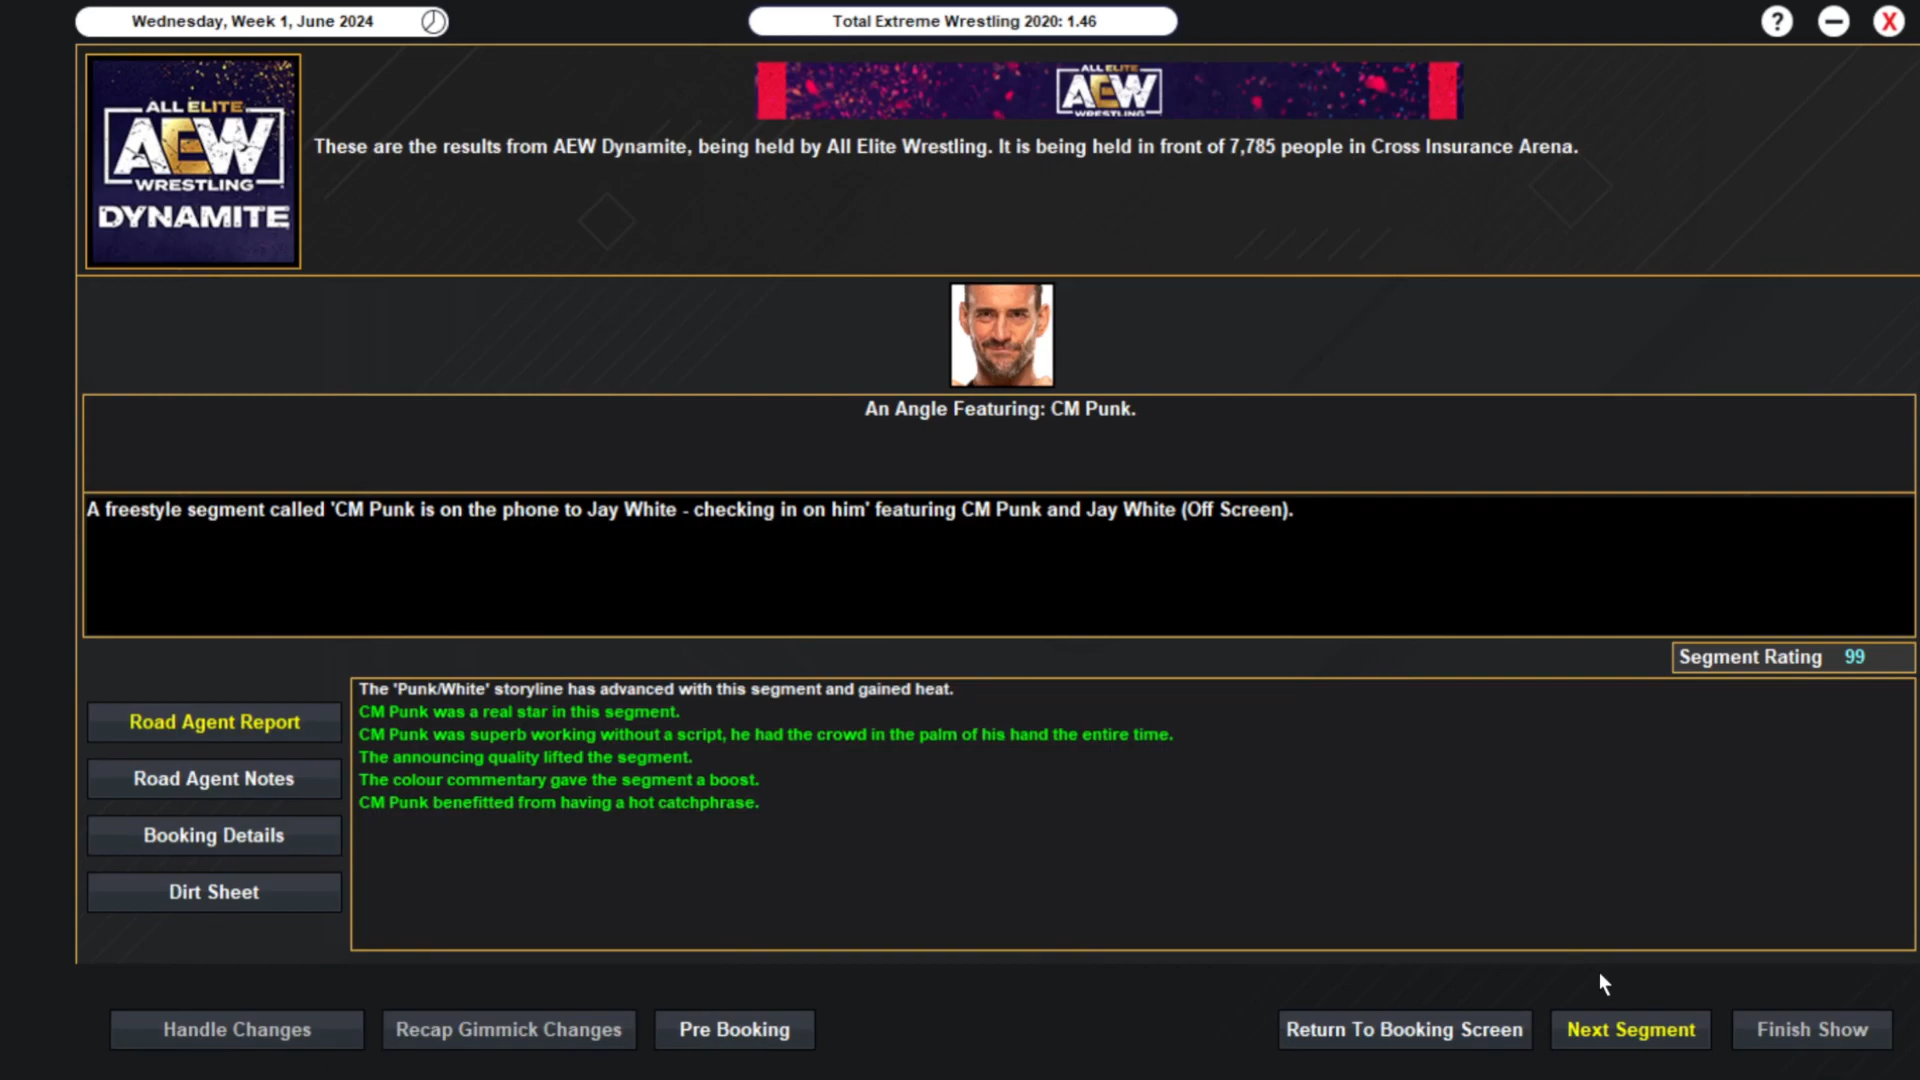 Wednesday, Week 1, June 2024
Total Extreme Wrestling 2020: 1.46
?
X
ALL ELITE
AEW
WRESTLING
DYNAMITE
ALL ELITE
AEW
WRESTLING
These are the results from AEW Dynamite, being held by All Elite Wrestling. It is being held in front of 7,785 people in Cross Insurance Arena.
An Angle Featuring: CM Punk.
A freestyle segment called 'CM Punk is on the phone to Jay White - checking in on him' featuring CM Punk and Jay White (Off Screen).
Segment Rating 99
The 'Punk/White' storyline has advanced with this segment and gained heat.
CM Punk was a real star in this segment.
CM Punk was superb working without a script, he had the crowd in the palm of his hand the entire time.
The announcing quality lifted the segment.
The colour commentary gave the segment a boost.
CM Punk benefitted from having a hot catchphrase.
Road Agent Report
Road Agent Notes
Booking Details
Dirt Sheet
Handle Changes
Recap Gimmick Changes
Pre Booking
Return To Booking Screen
Next Segment
Finish Show